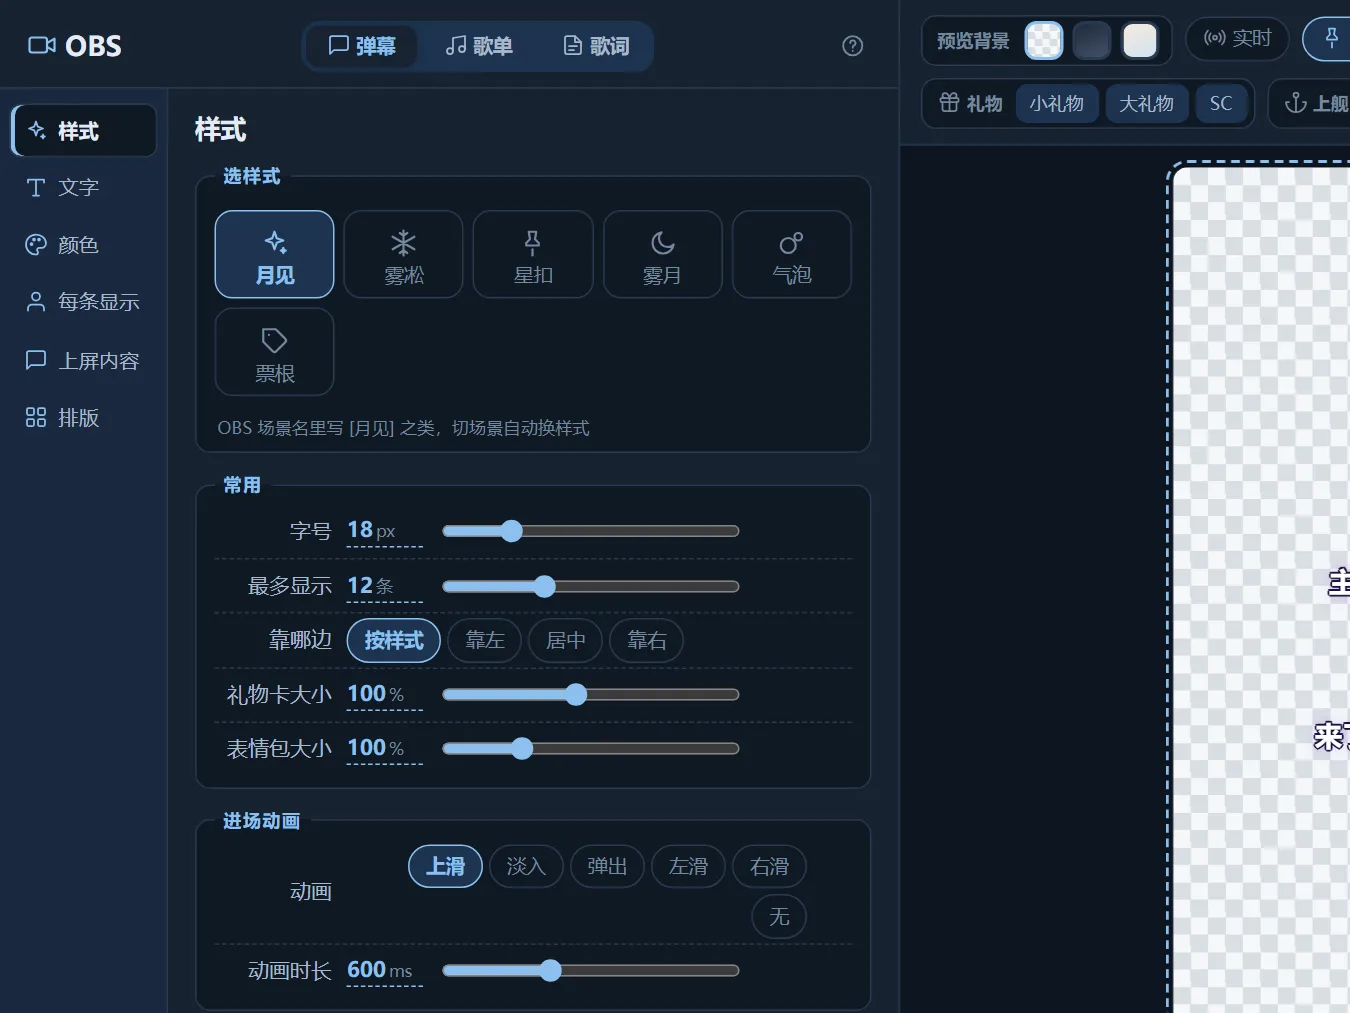 OBS
弹幕
歌单
歌词
预览背景
实时
礼物
小礼物
大礼物
SC
上舰
样式
文字
颜色
每条显示
上屏内容
排版
样式
选样式
月见
雾凇
星扣
雾月
气泡
票根
OBS 场景名里写 [月见] 之类，切场景自动换样式
常用
字号 18 px
最多显示 12 条
靠哪边 按样式 靠左 居中 靠右
礼物卡大小 100 %
表情包大小 100 %
进场动画
动画 上滑 淡入 弹出 左滑 右滑
无
动画时长 600 ms
主
来了